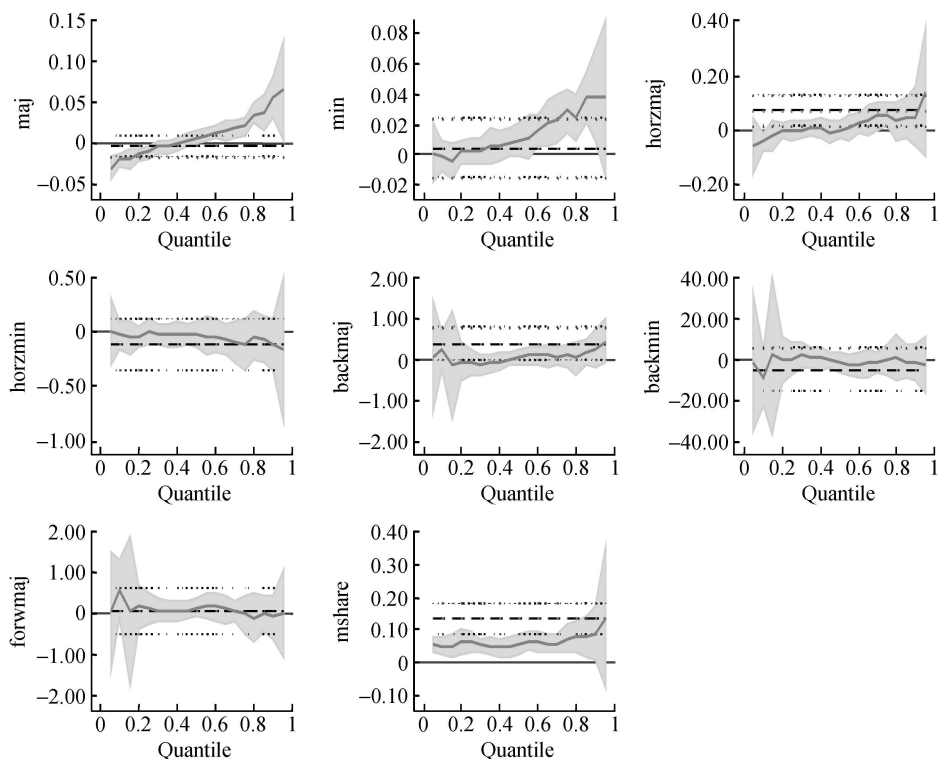 maj
0.15
0.10
0.05
0
−0.05
0 0.2 0.4 0.6 0.8 1
Quantile
min
0.08
0.06
0.04
0.02
0
−0.02
0 0.2 0.4 0.6 0.8 1
Quantile
horzmaj
0.40
0.20
0
−0.20
0 0.2 0.4 0.6 0.8 1
Quantile
horzmin
0.50
0
−0.50
−1.00
0 0.2 0.4 0.6 0.8 1
Quantile
backmaj
2.00
1.00
0
−1.00
−2.00
0 0.2 0.4 0.6 0.8 1
Quantile
backmin
40.00
20.00
0
−20.00
−40.00
0 0.2 0.4 0.6 0.8 1
Quantile
forwmaj
2.00
1.00
0
−1.00
−2.00
0 0.2 0.4 0.6 0.8 1
Quantile
mshare
0.40
0.30
0.20
0.10
0
−0.10
0 0.2 0.4 0.6 0.8 1
Quantile